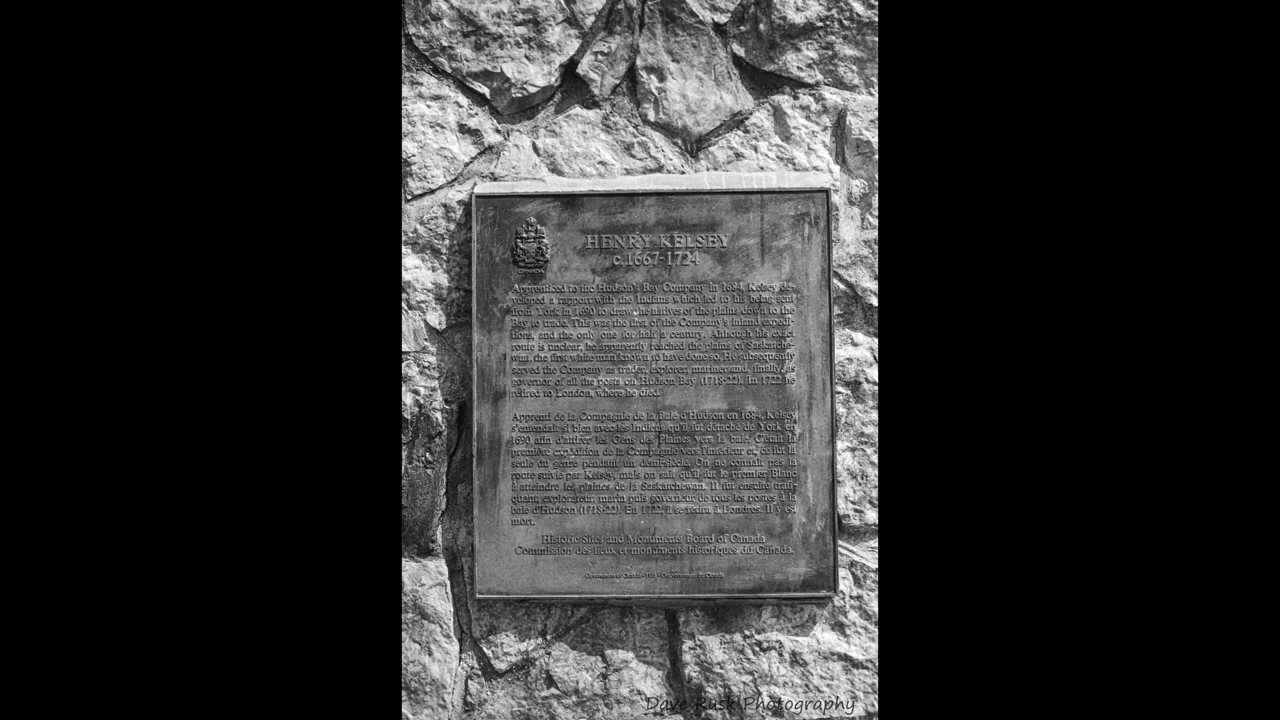 CANADA
HENRY KELSEY
c.1667-1724
Apprenticed to the Hudson's Bay Company in 1684, Kelsey de-
veloped a rapport with the Indians which led to his being sent
from York in 1690 to draw the natives of the plains down to the
Bay to trade. This was the first of the Company's inland expedi-
tions, and the only one for half a century. Although his exact
route is unclear, he apparently reached the plains of Saskatche-
wan, the first white man known to have done so. He subsequently
served the Company as trader, explorer, mariner and, finally, as
governor of all the posts on Hudson Bay (1718-22). In 1722 he
retired to London, where he died.
Apprenti de la Compagnie de la Baie d'Hudson en 1684, Kelsey
s'entendait si bien avec les Indiens qu'il fut détaché de York en
1690 afin d'attirer les Gens des Plaines vers la baie. C'était la
première expédition de la Compagnie vers l'intérieur et, ce fut la
seule du genre pendant un demi-siècle. On ne connaît pas la
route suivie par Kelsey, mais on sait qu'il fut le premier Blanc
à atteindre les plaines de la Saskatchewan. Il fut ensuite trafi-
quant, explorateur, marin puis governeur de tous les postes à la
baie d'Hudson (1718-22). En 1722, il se retira à Londres. Il y est
mort.
Historic Sites and Monuments Board of Canada
Commission des lieux et monuments historiques du Canada.
Government of Canada - Gouvernement du Canada
Dave Rusk Photography